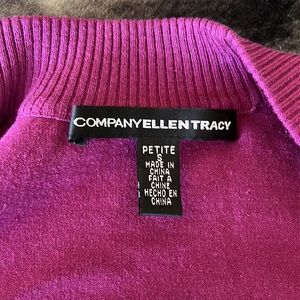 COMPANYELLENTRACY
PETITE
S
MADE IN
CHINA
FAIT A
CHINE
HECHO EN
CHINA